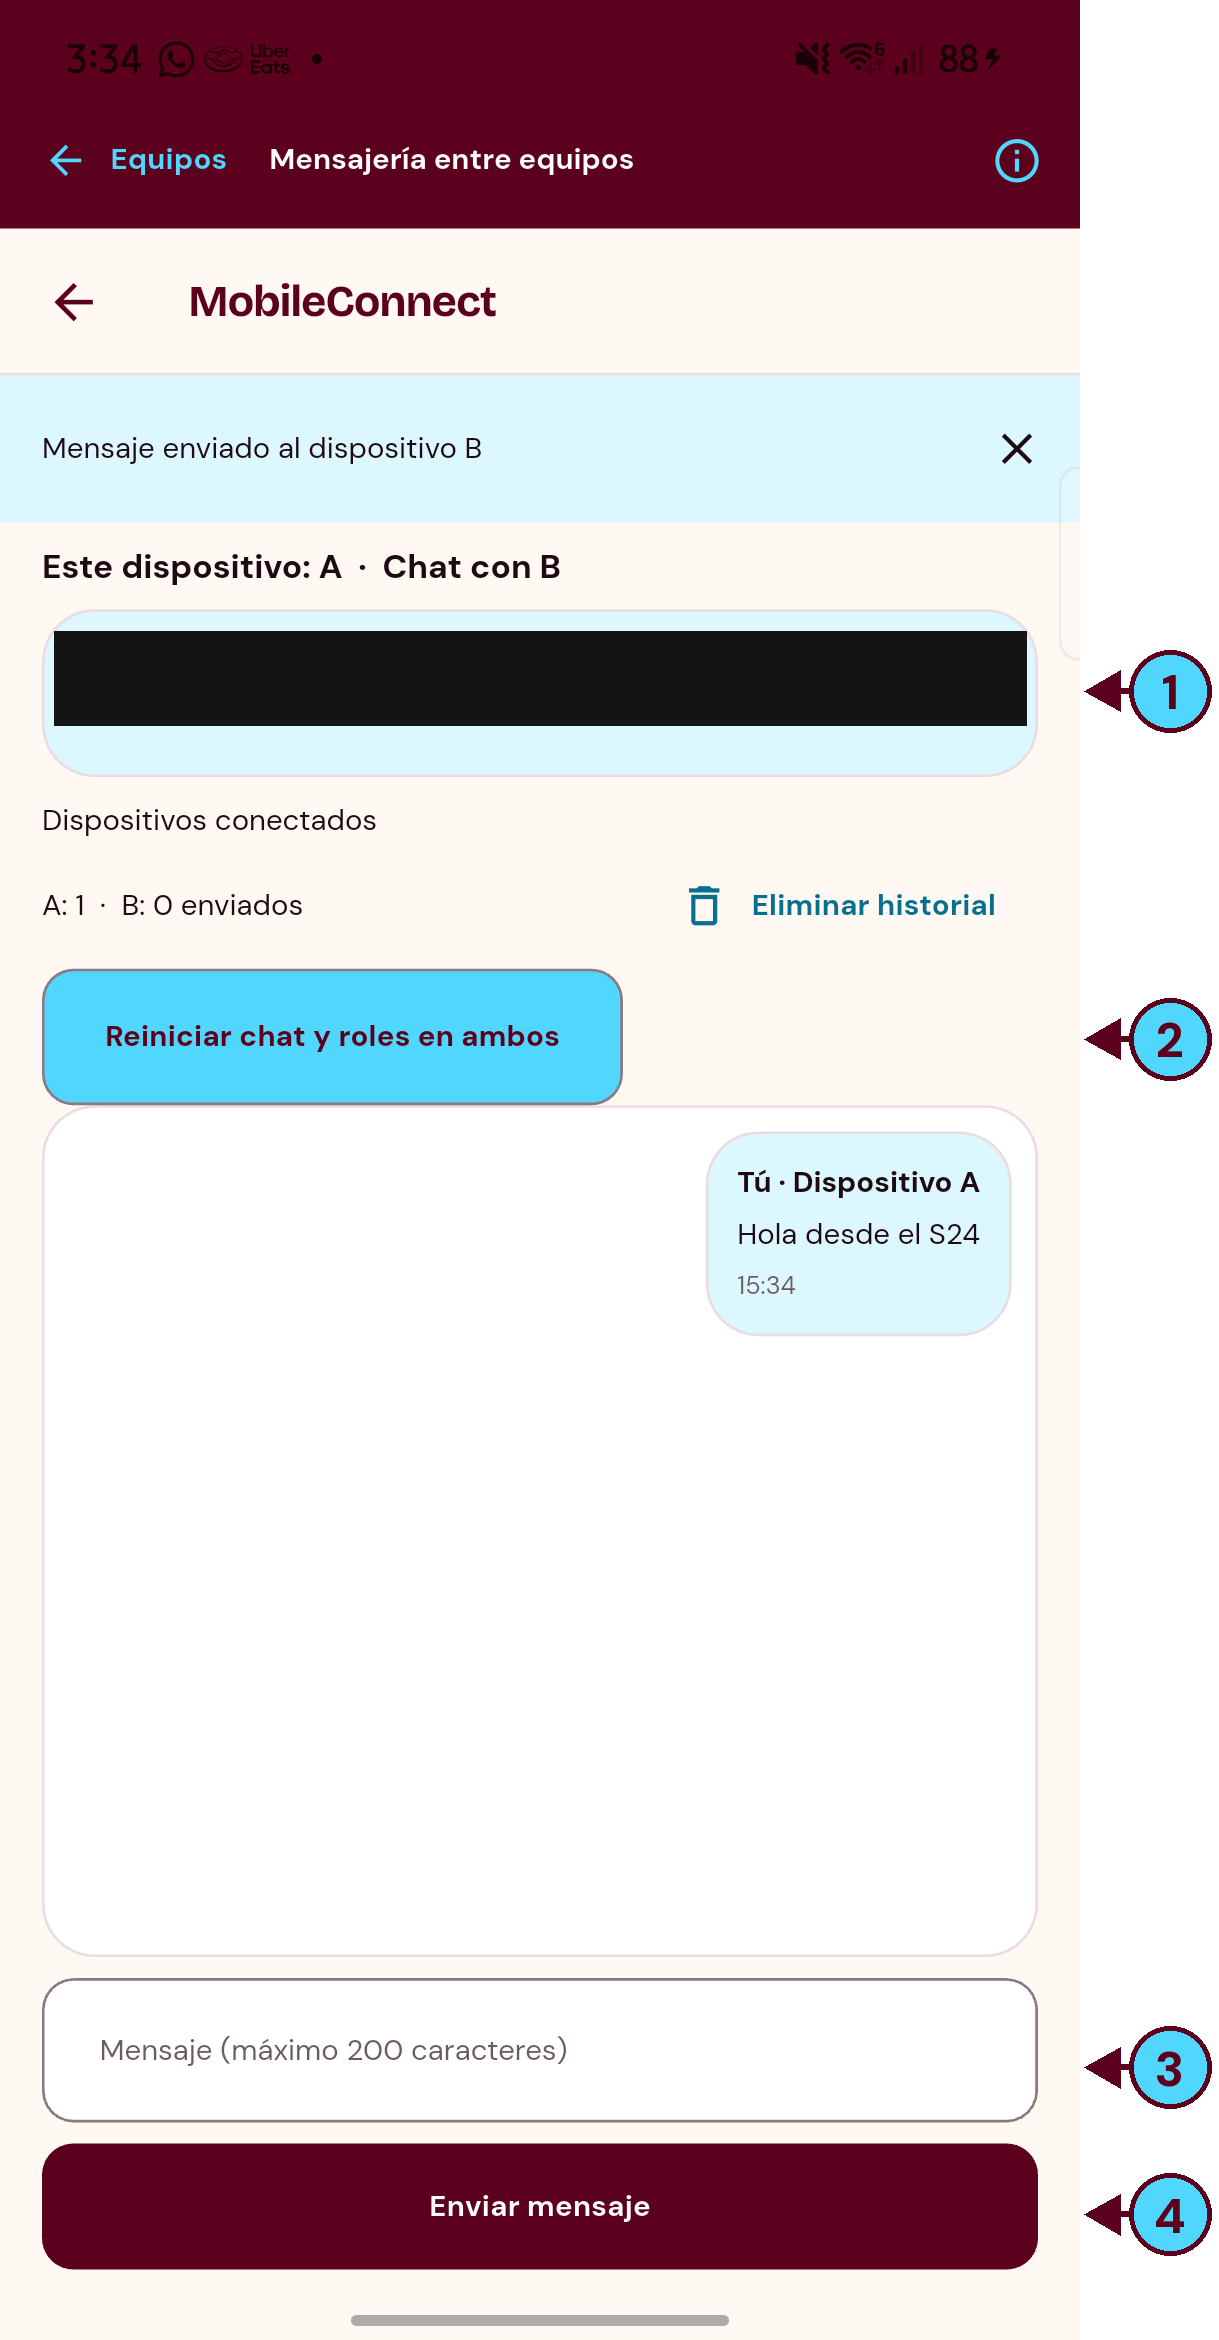 3:34 Uber Eats 6 88
Equipos Mensajería entre equipos
MobileConnect
Mensaje enviado al dispositivo B
Este dispositivo: A · Chat con B
1
Dispositivos conectados
A: 1 · B: 0 enviados Eliminar historial
Reiniciar chat y roles en ambos
2
Tú · Dispositivo A
Hola desde el S24
15:34
Mensaje (máximo 200 caracteres)
3
Enviar mensaje
4